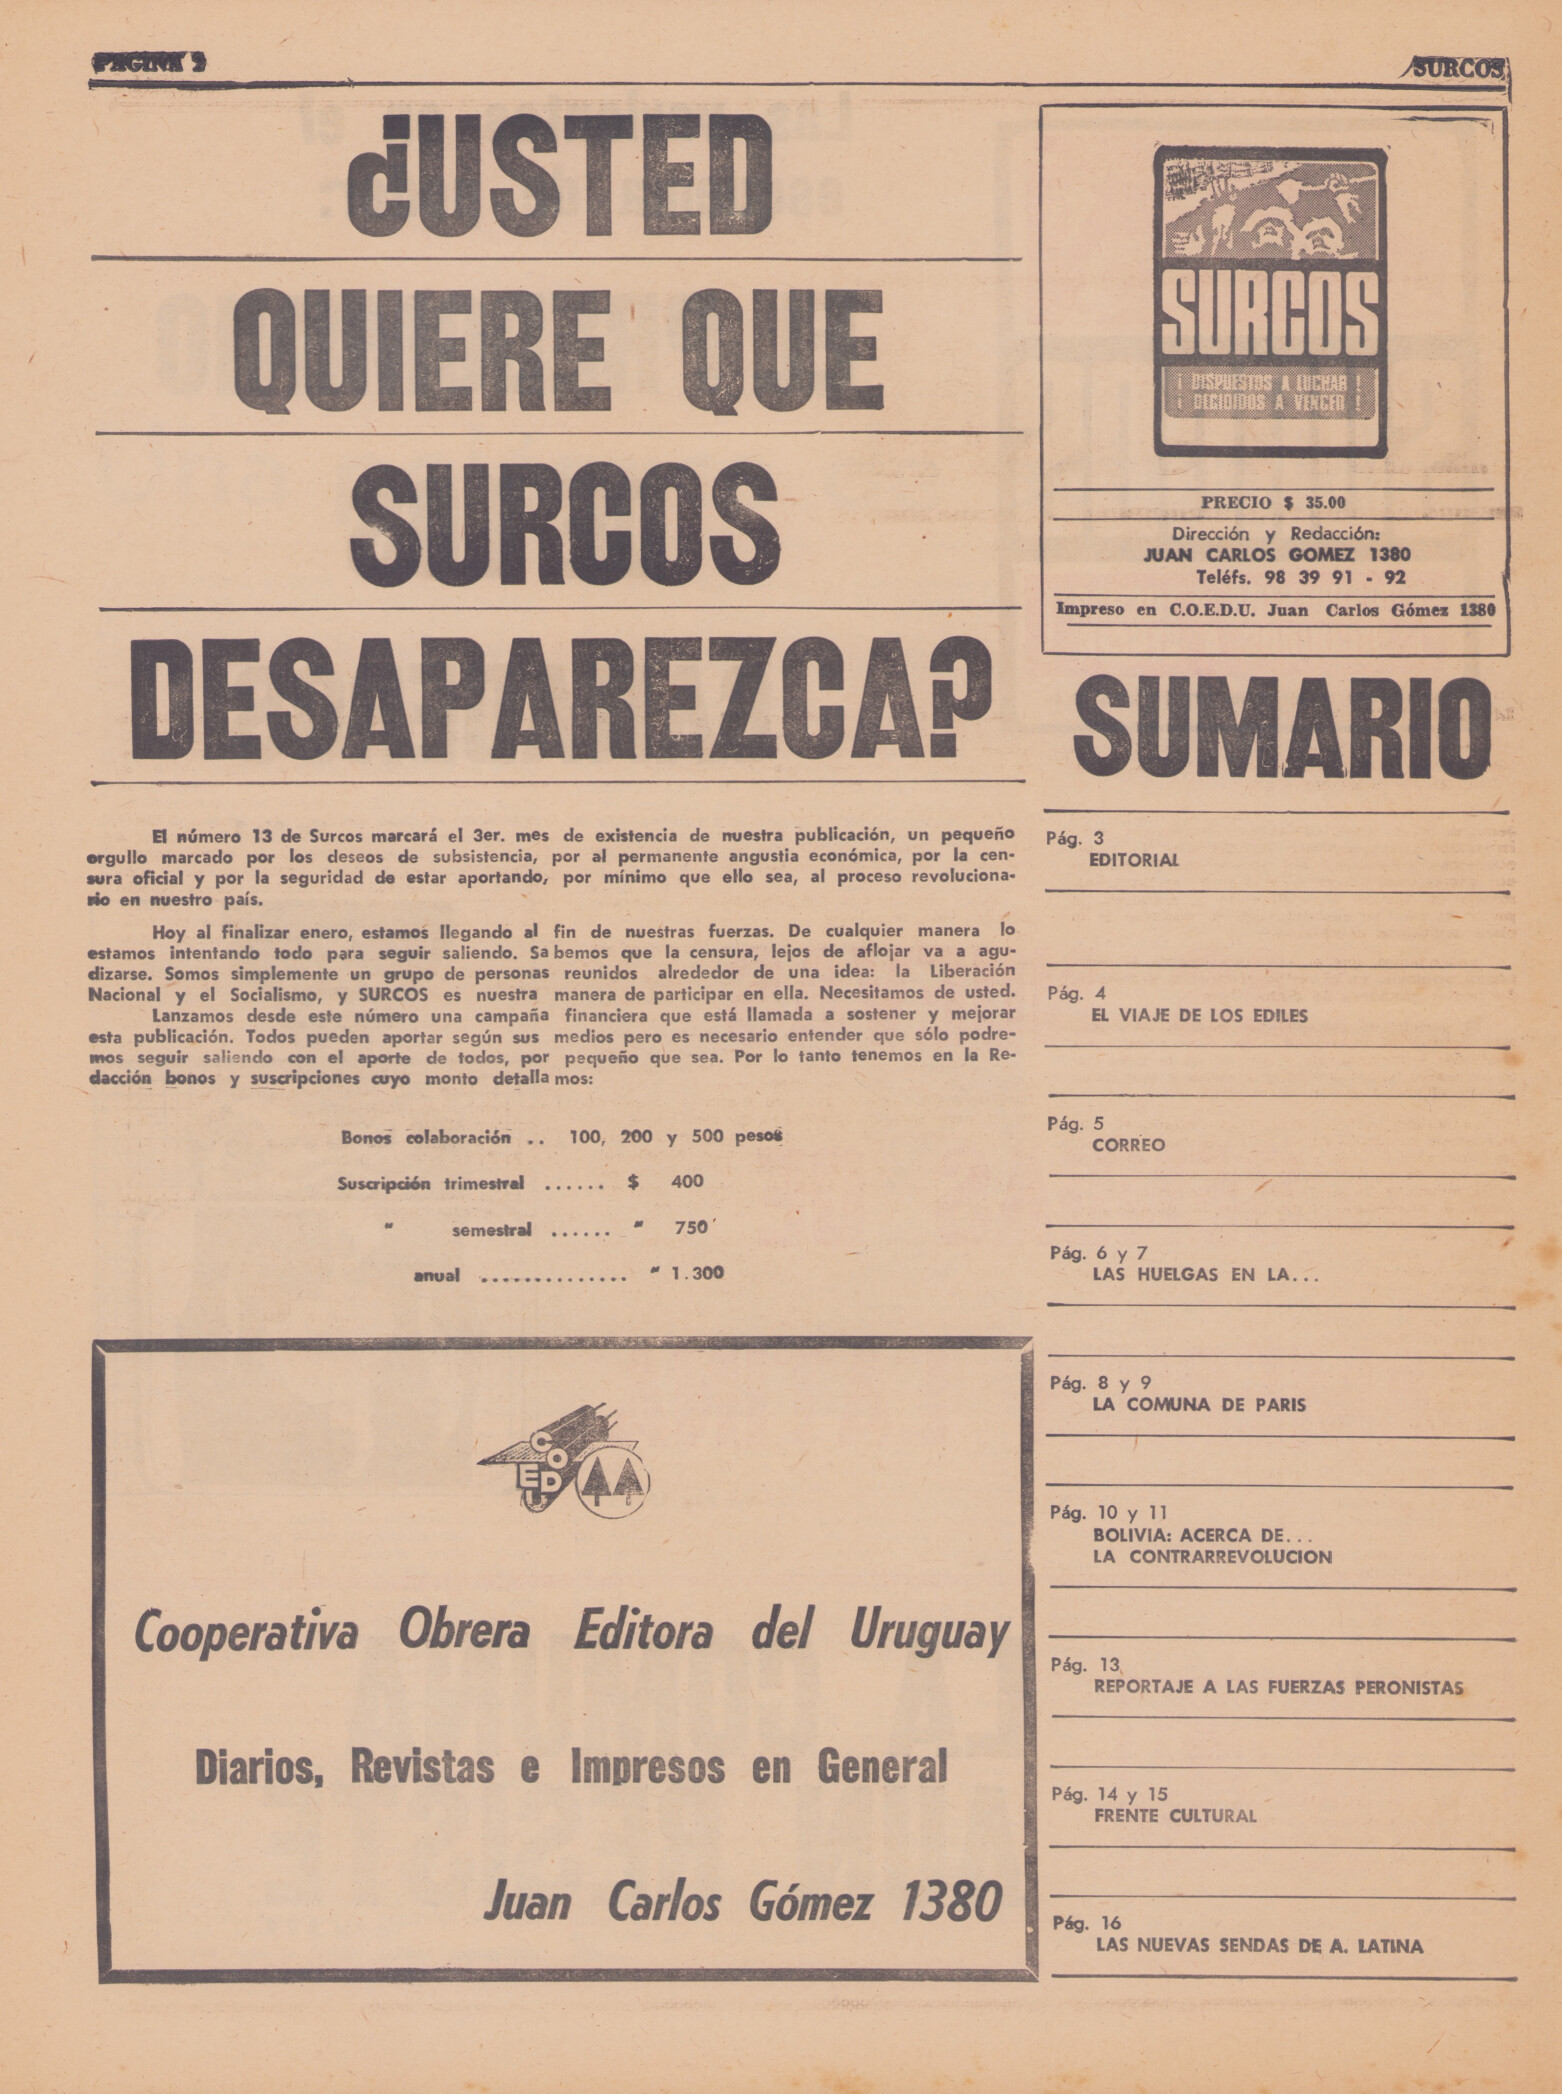 PAGINA 2
SURCOS
¿USTED
QUIERE QUE
SURCOS
DESAPAREZCA?
El número 13 de Surcos marcará el 3er. mes de existencia de nuestra publicación, un pequeño
orgullo marcado por los deseos de subsistencia, por al permanente angustia económica, por la cen-
sura oficial y por la seguridad de estar aportando, por mínimo que ello sea, al proceso revoluciona-
rio en nuestro país.
Hoy al finalizar enero, estamos llegando al fin de nuestras fuerzas. De cualquier manera lo
estamos intentando todo para seguir saliendo. Sabemos que la censura, lejos de aflojar va a agu-
dizarse. Somos simplemente un grupo de personas reunidos alrededor de una idea: la Liberación
Nacional y el Socialismo, y SURCOS es nuestra manera de participar en ella. Necesitamos de usted.
Lanzamos desde este número una campaña financiera que está llamada a sostener y mejorar
esta publicación. Todos pueden aportar según sus medios pero es necesario entender que sólo podre-
mos seguir saliendo con el aporte de todos, por pequeño que sea. Por lo tanto tenemos en la Re-
dacción bonos y suscripciones cuyo monto detallamos:
Bonos colaboración .. 100, 200 y 500 pesos
Suscripción trimestral ...... $ 400
" semestral ...... " 750
anual .............. " 1.300
COEDU
Cooperativa Obrera Editora del Uruguay
Diarios, Revistas e Impresos en General
Juan Carlos Gómez 1380
SURCOS
¡ DISPUESTOS A LUCHAR !
¡ DECIDIDOS A VENCER !
PRECIO $ 35.00
Dirección y Redacción:
JUAN CARLOS GOMEZ 1380
Teléfs. 98 39 91 - 92
Impreso en C.O.E.D.U. Juan Carlos Gómez 1380
SUMARIO
Pág. 3
EDITORIAL
Pág. 4
EL VIAJE DE LOS EDILES
Pág. 5
CORREO
Pág. 6 y 7
LAS HUELGAS EN LA...
Pág. 8 y 9
LA COMUNA DE PARIS
Pág. 10 y 11
BOLIVIA: ACERCA DE...
LA CONTRARREVOLUCION
Pág. 13
REPORTAJE A LAS FUERZAS PERONISTAS
Pág. 14 y 15
FRENTE CULTURAL
Pág. 16
LAS NUEVAS SENDAS DE A. LATINA